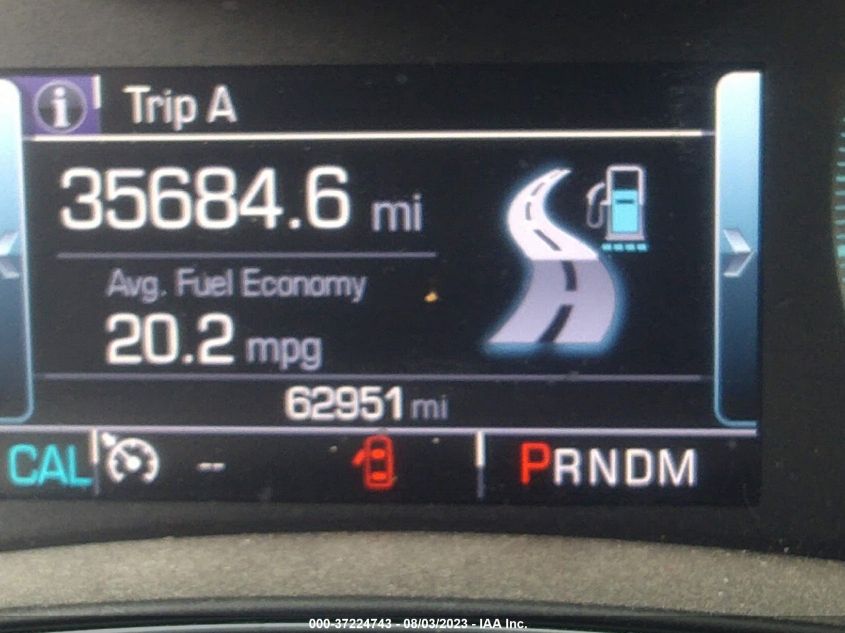 i Trip A
35684.6 mi
Avg. Fuel Economy
20.2 mpg
62951 mi
CAL -- PRNDM
000-37224743 - 08/03/2023 - IAA Inc.